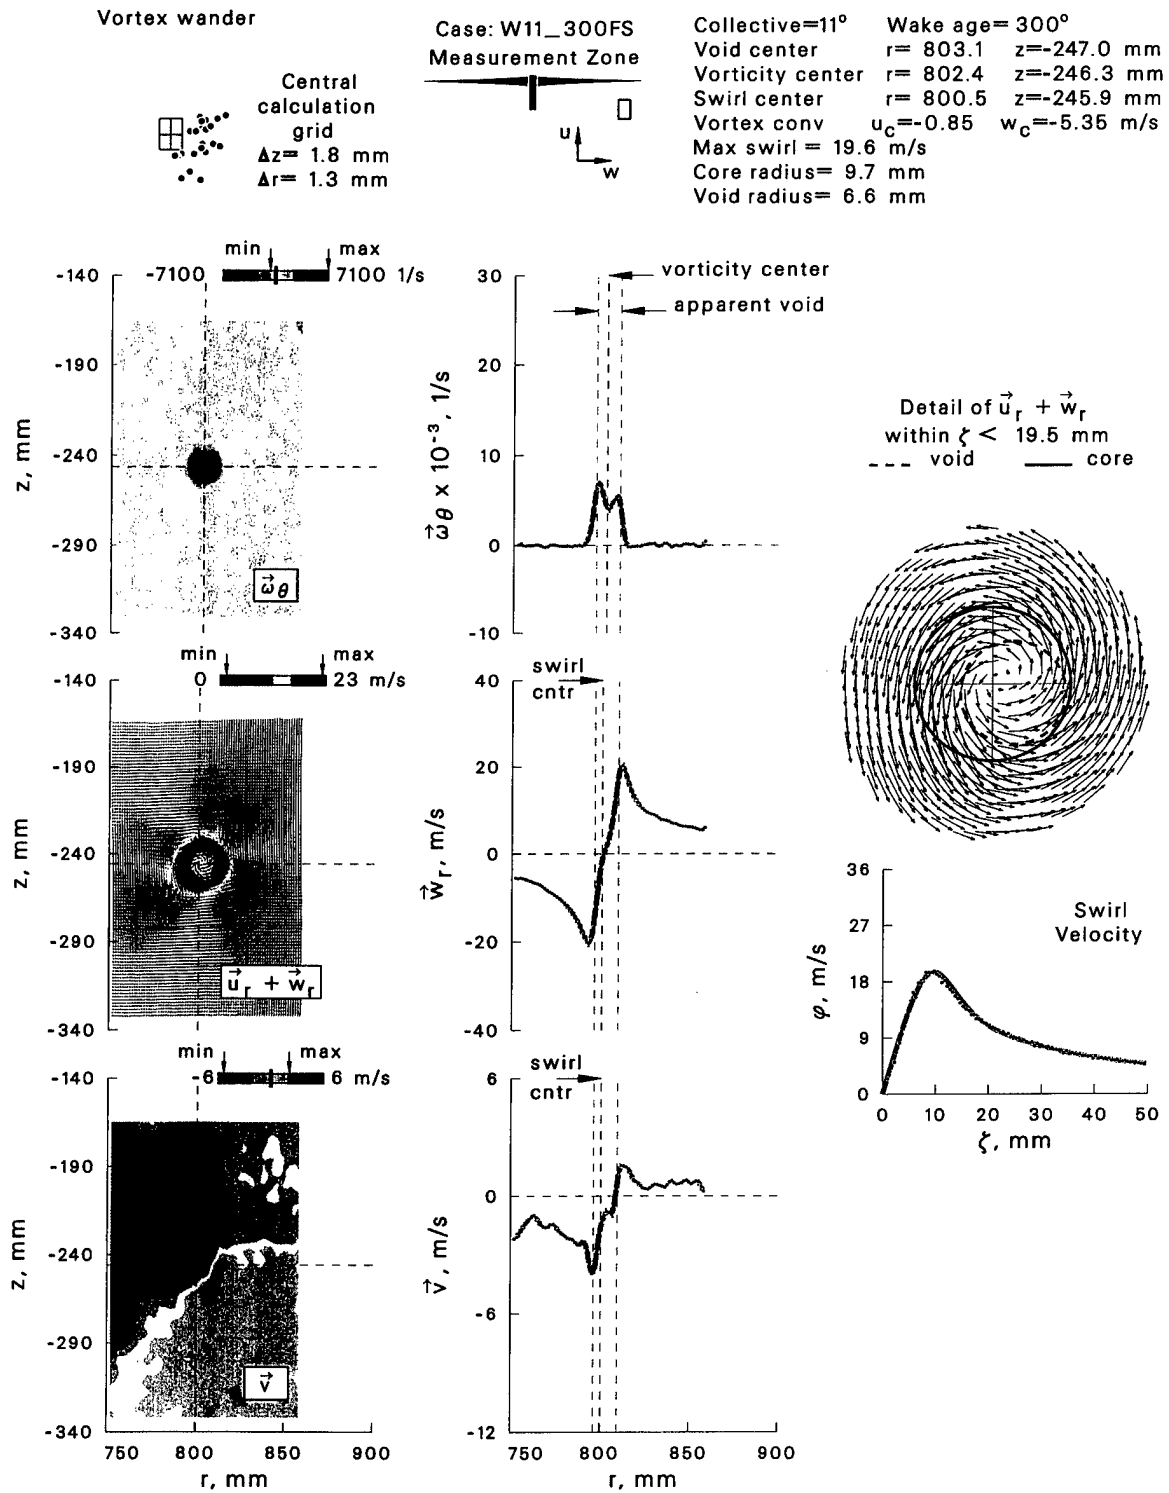 Vortex wander
Central
calculation
grid
Δz= 1.8 mm
Δr= 1.3 mm
Case: W11_300FS
Measurement Zone
u
w
Collective=11° Wake age= 300°
Void center r= 803.1 z=-247.0 mm
Vorticity center r= 802.4 z=-246.3 mm
Swirl center r= 800.5 z=-245.9 mm
Vortex conv u_c=-0.85 w_c=-5.35 m/s
Max swirl = 19.6 m/s
Core radius= 9.7 mm
Void radius= 6.6 mm
min max
-7100 7100 1/s
-140
-190
-240
-290
-340
z, mm
ω⃗θ
30
20
10
0
-10
ω⃗θ x 10⁻³, 1/s
vorticity center
apparent void
min max
0 23 m/s
-140
-190
-240
-290
-340
z, mm
u⃗r + w⃗r
40
20
0
-20
-40
w⃗r, m/s
swirl
cntr
Detail of u⃗r + w⃗r
within ζ < 19.5 mm
void core
36
27
18
9
0
φ, m/s
Swirl
Velocity
0 10 20 30 40 50
ζ, mm
min max
-6 6 m/s
-140
-190
-240
-290
-340
z, mm
v⃗
750 800 850 900
r, mm
6
0
-6
-12
v⃗, m/s
swirl
cntr
750 800 850 900
r, mm